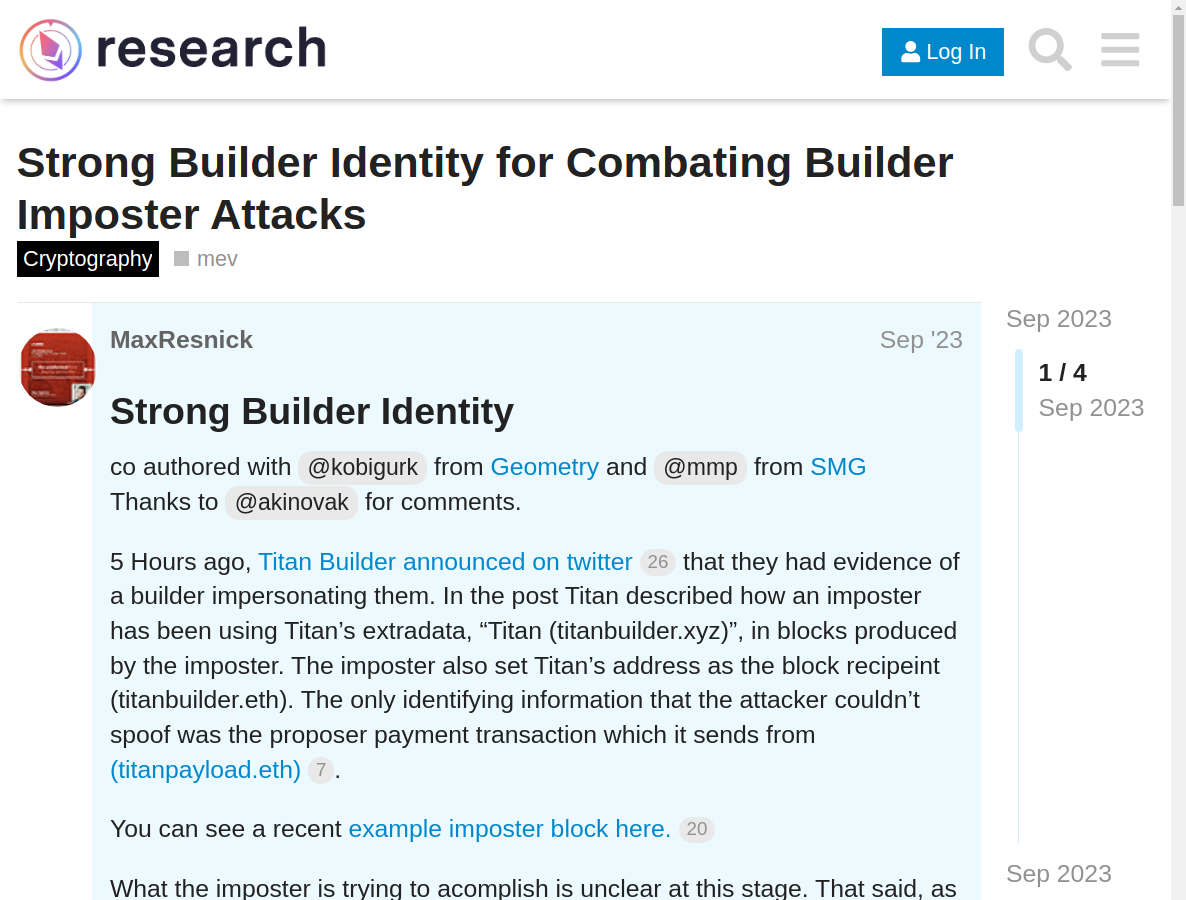 research
Log In
Strong Builder Identity for Combating Builder
Imposter Attacks
Cryptography
mev
Sep 2023
MaxResnick
Sep '23
1 / 4
Sep 2023
Strong Builder Identity
co authored with @kobigurk from Geometry and @mmp from SMG
Thanks to @akinovak for comments.
5 Hours ago, Titan Builder announced on twitter 26 that they had evidence of
a builder impersonating them. In the post Titan described how an imposter
has been using Titan’s extradata, “Titan (titanbuilder.xyz)”, in blocks produced
by the imposter. The imposter also set Titan’s address as the block recipeint
(titanbuilder.eth). The only identifying information that the attacker couldn’t
spoof was the proposer payment transaction which it sends from
(titanpayload.eth) 7.
You can see a recent example imposter block here. 20
Sep 2023
What the imposter is trying to acomplish is unclear at this stage. That said, as